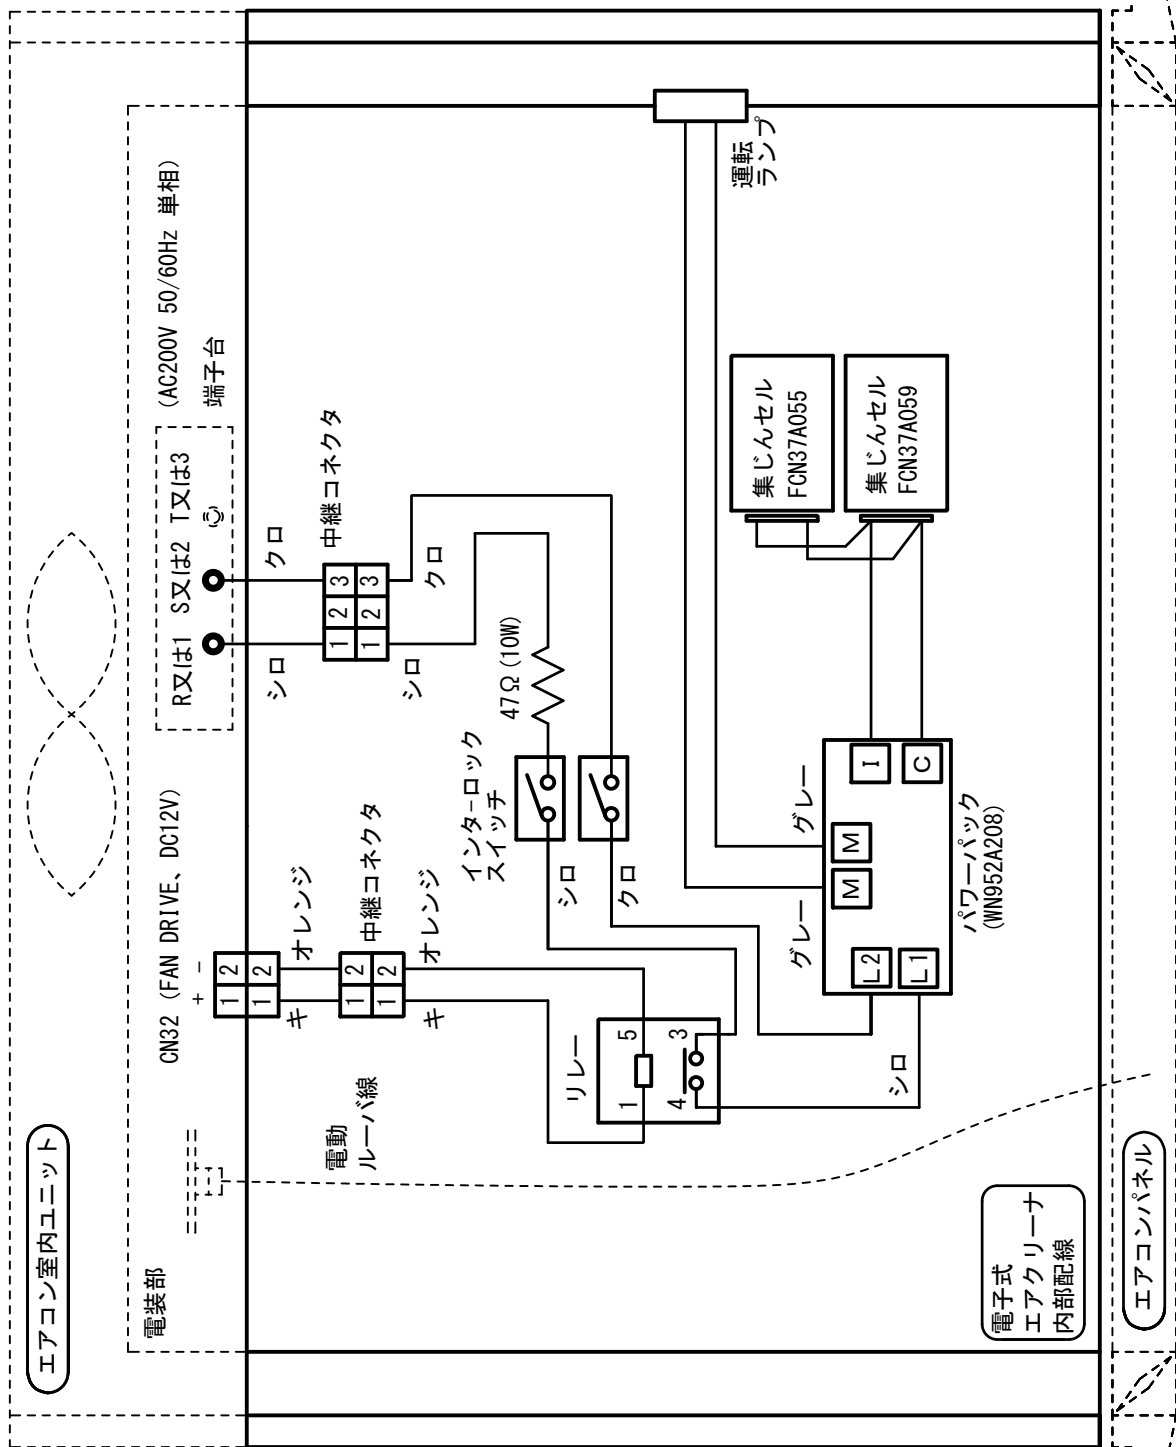 エアコン室内ユニット
電装部
CN32 (FAN DRIVE、DC12V)
+ -
1 2
1 2
キ
オレンジ
中継コネクタ
1 2
1 2
キ
オレンジ
電動
ルーバ線
R又は1 S又は2 T又は3
(AC200V 50/60Hz 単相)
端子台
シロ
クロ
中継コネクタ
1 2 3
1 2 3
シロ
クロ
インターロック
スイッチ
47Ω(10W)
シロ
クロ
リレー
1 5
4 3
シロ
グレー
グレー
L2
L1
M M
I
C
パワーパック
(WN952A208)
集じんセル
FCN37A055
集じんセル
FCN37A059
運転
ランプ
電子式
エアクリーナ
内部配線
エアコンパネル